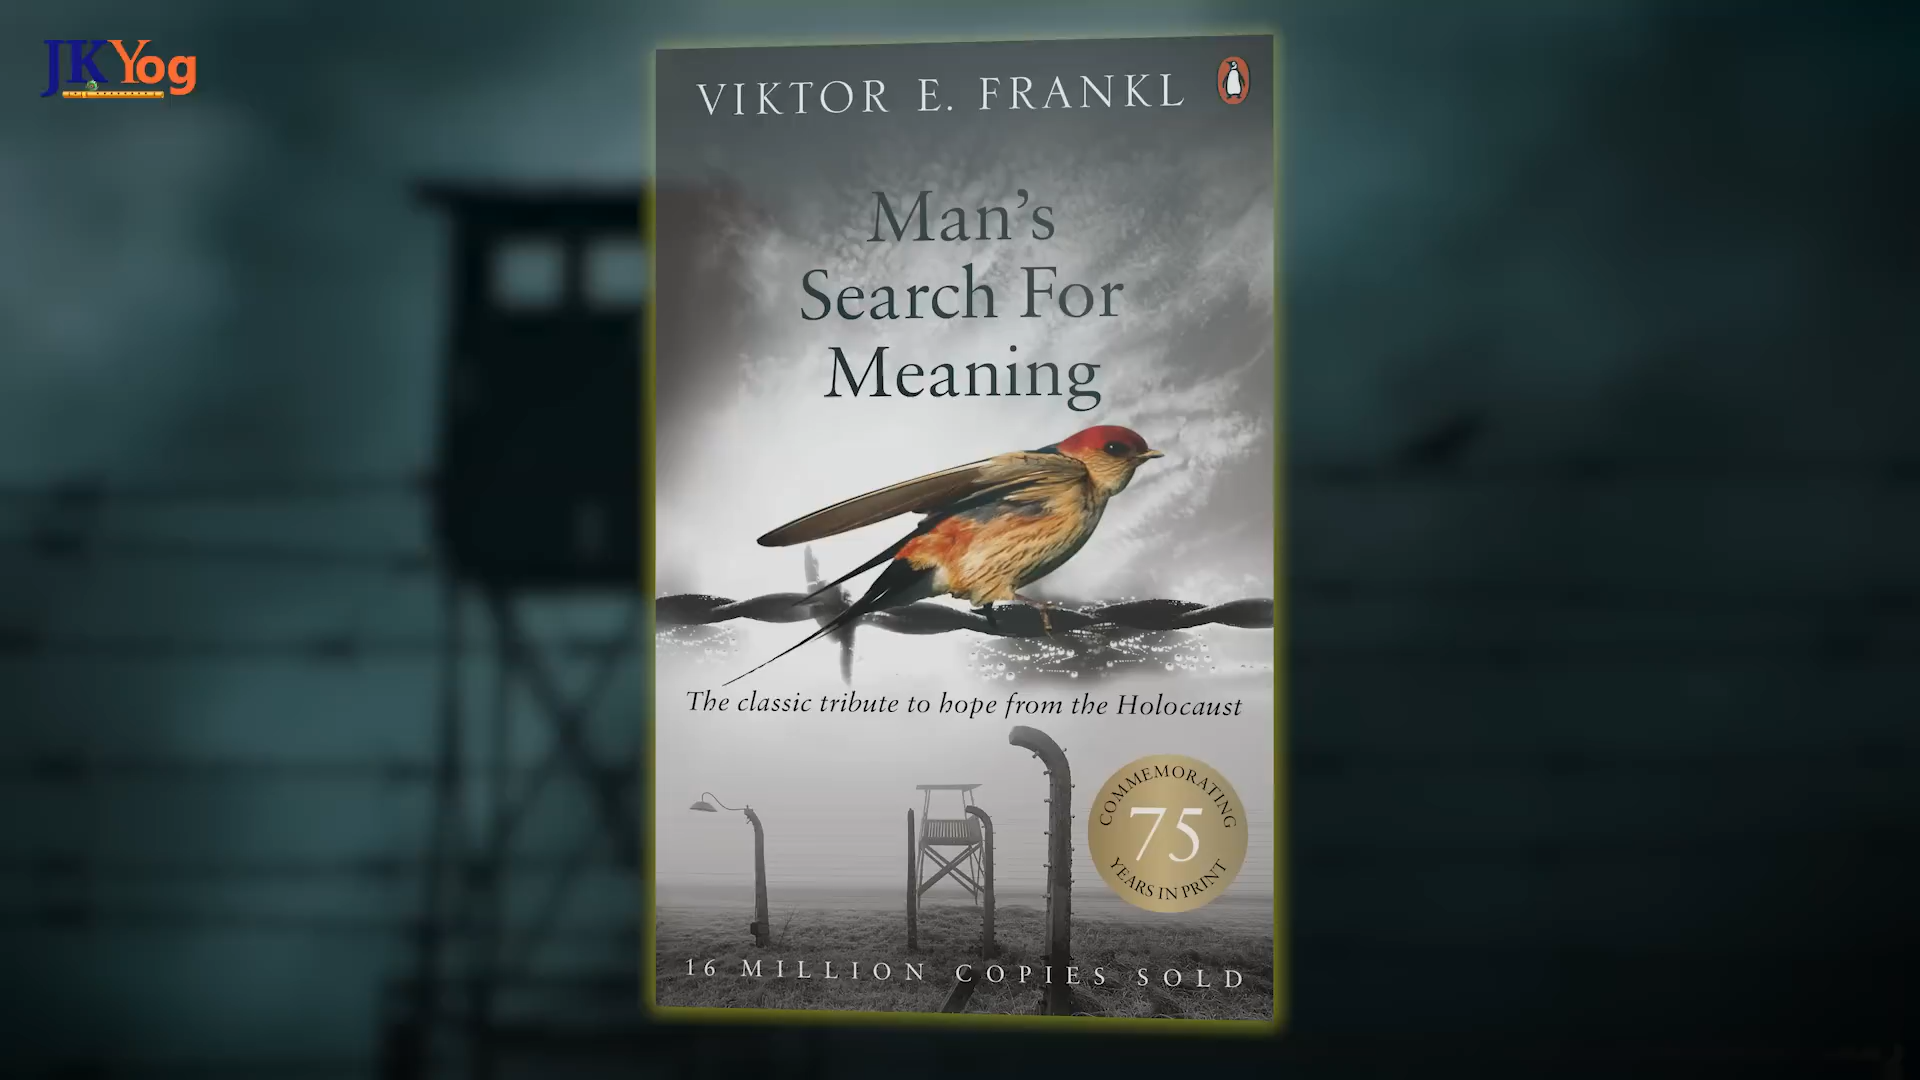 JKYog
VIKTOR E. FRANKL
Man's
Search For
Meaning
The classic tribute to hope from the Holocaust
COMMEMORATING
75
YEARS IN PRINT
16 MILLION COPIES SOLD